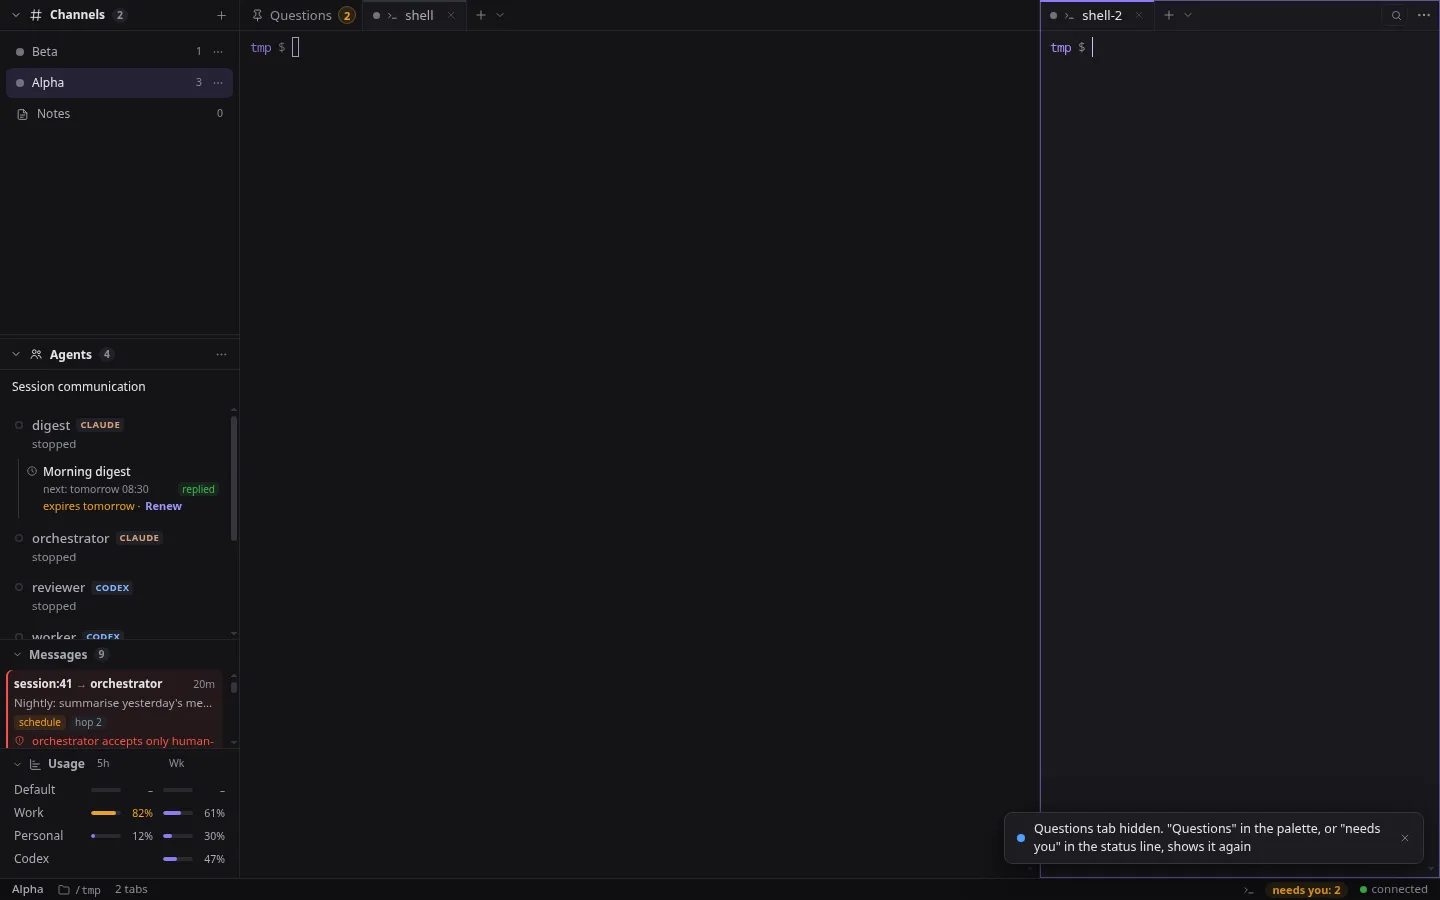 Channels 2
Beta 1 ...
Alpha 3 ...
Notes 0
Agents 4 ...
Session communication
digest CLAUDE
stopped
Morning digest
next: tomorrow 08:30 replied
expires tomorrow · Renew
orchestrator CLAUDE
stopped
reviewer CODEX
stopped
worker CODEX
Messages 9
session:41 → orchestrator 20m
Nightly: summarise yesterday's me...
schedule hop 2
orchestrator accepts only human-
Usage 5h Wk
Default – –
Work 82% 61%
Personal 12% 30%
Codex 47%
Questions 2 shell
tmp $
shell-2
tmp $
Questions tab hidden. "Questions" in the palette, or "needs
you" in the status line, shows it again
Alpha /tmp 2 tabs needs you: 2 connected